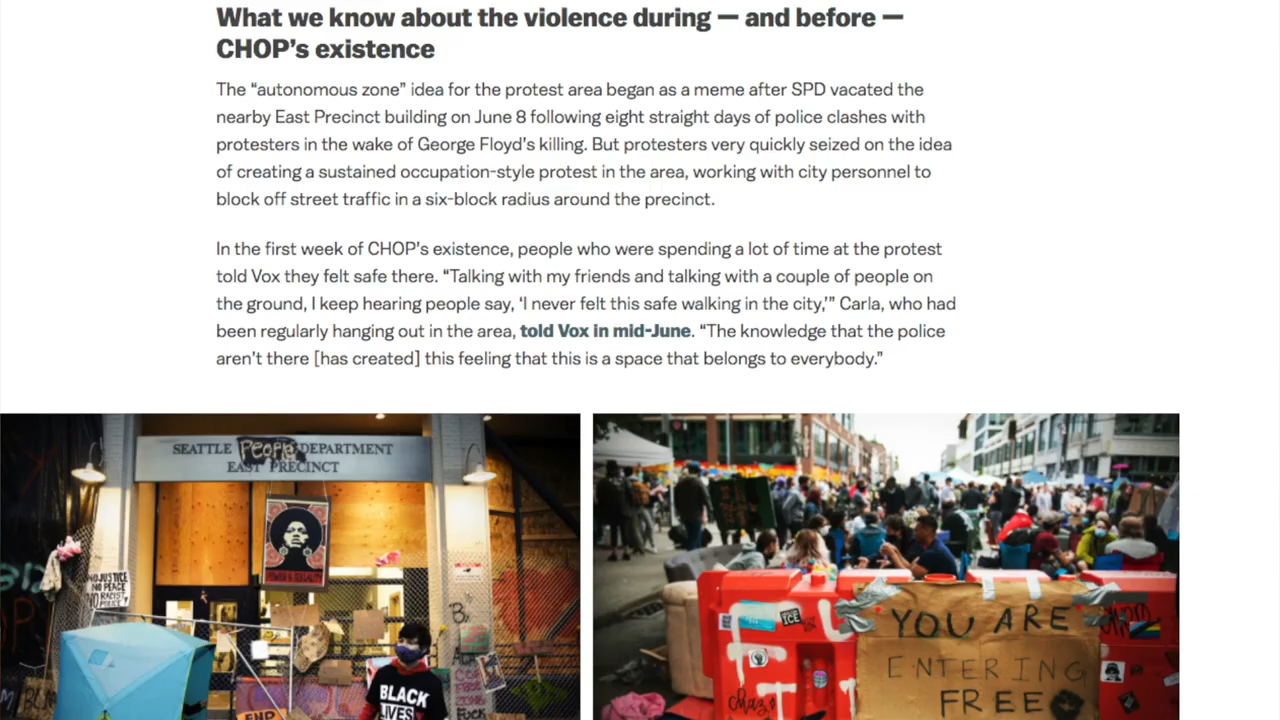 What we know about the violence during — and before —
CHOP’s existence
The “autonomous zone” idea for the protest area began as a meme after SPD vacated the
nearby East Precinct building on June 8 following eight straight days of police clashes with
protesters in the wake of George Floyd’s killing. But protesters very quickly seized on the idea
of creating a sustained occupation-style protest in the area, working with city personnel to
block off street traffic in a six-block radius around the precinct.
In the first week of CHOP’s existence, people who were spending a lot of time at the protest
told Vox they felt safe there. “Talking with my friends and talking with a couple of people on
the ground, I keep hearing people say, ‘I never felt this safe walking in the city,’” Carla, who had
been regularly hanging out in the area, told Vox in mid-June. “The knowledge that the police
aren’t there [has created] this feeling that this is a space that belongs to everybody.”
SEATTLE PEOPLE DEPARTMENT
EAST PRECINCT
POWER & EQUALITY
NO JUSTICE
NO PEACE
NO RACIST
POLICE
BLACK
LIVES
END
FUCK
ICE
chaz
YOU ARE
ENTERING
FREE